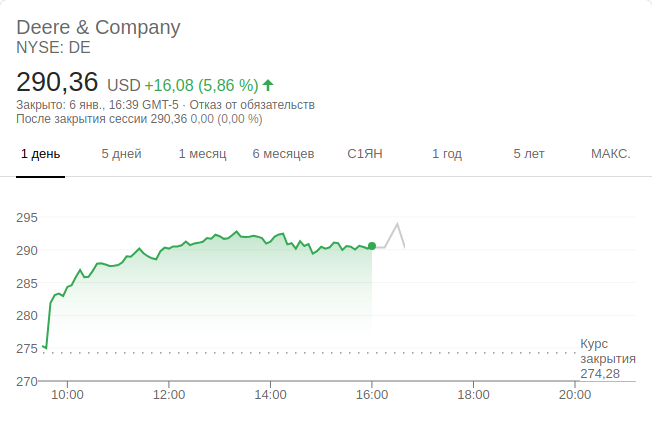 Deere & Company
NYSE: DE
290,36 USD +16,08 (5,86 %)
Закрыто: 6 янв., 16:39 GMT-5 · Отказ от обязательств
После закрытия сессии 290,36 0,00 (0,00 %)
1 день 5 дней 1 месяц 6 месяцев С1ЯН 1 год 5 лет МАКС.
295
290
285
280
275
270
Курс
закрытия
274,28
10:00 12:00 14:00 16:00 18:00 20:00